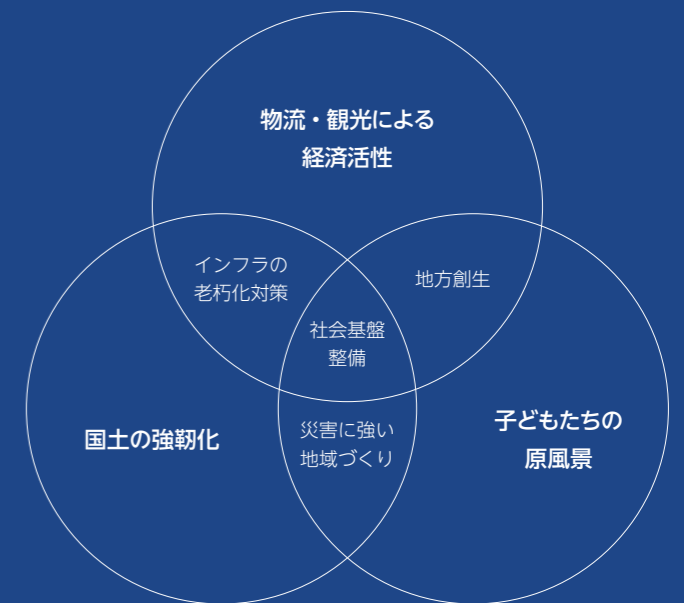 物流・観光による
経済活性
インフラの
老朽化対策
地方創生
社会基盤
整備
国土の強靭化
災害に強い
地域づくり
子どもたちの
原風景